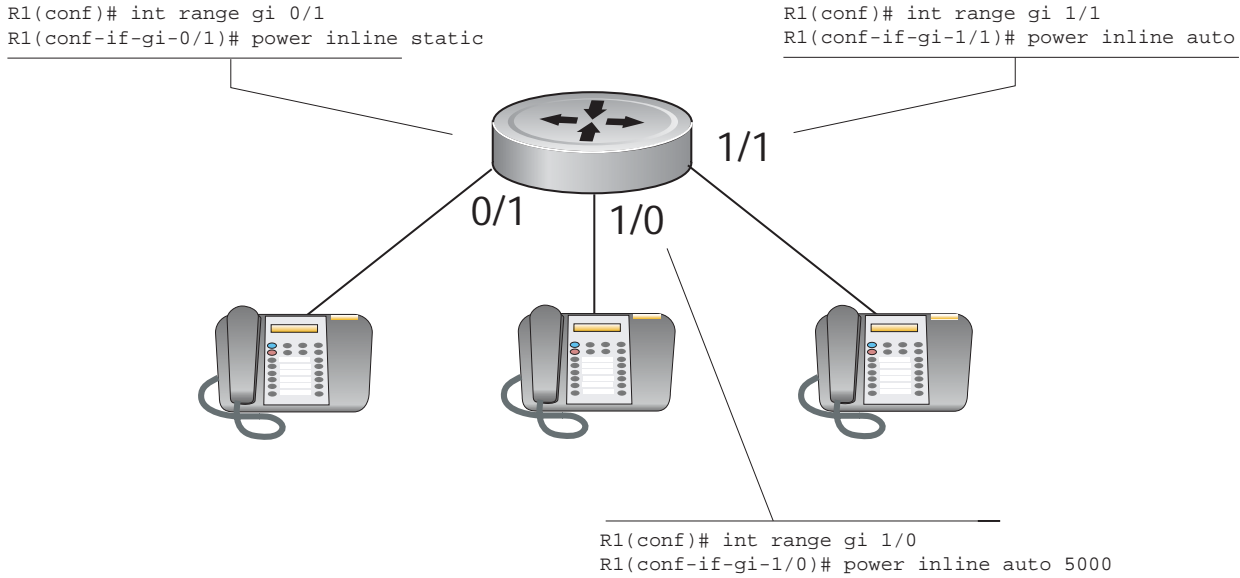 R1(conf)# int range gi 0/1
R1(conf-if-gi-0/1)# power inline static
R1(conf)# int range gi 1/1
R1(conf-if-gi-1/1)# power inline auto
1/1
0/1
1/0
R1(conf)# int range gi 1/0
R1(conf-if-gi-1/0)# power inline auto 5000